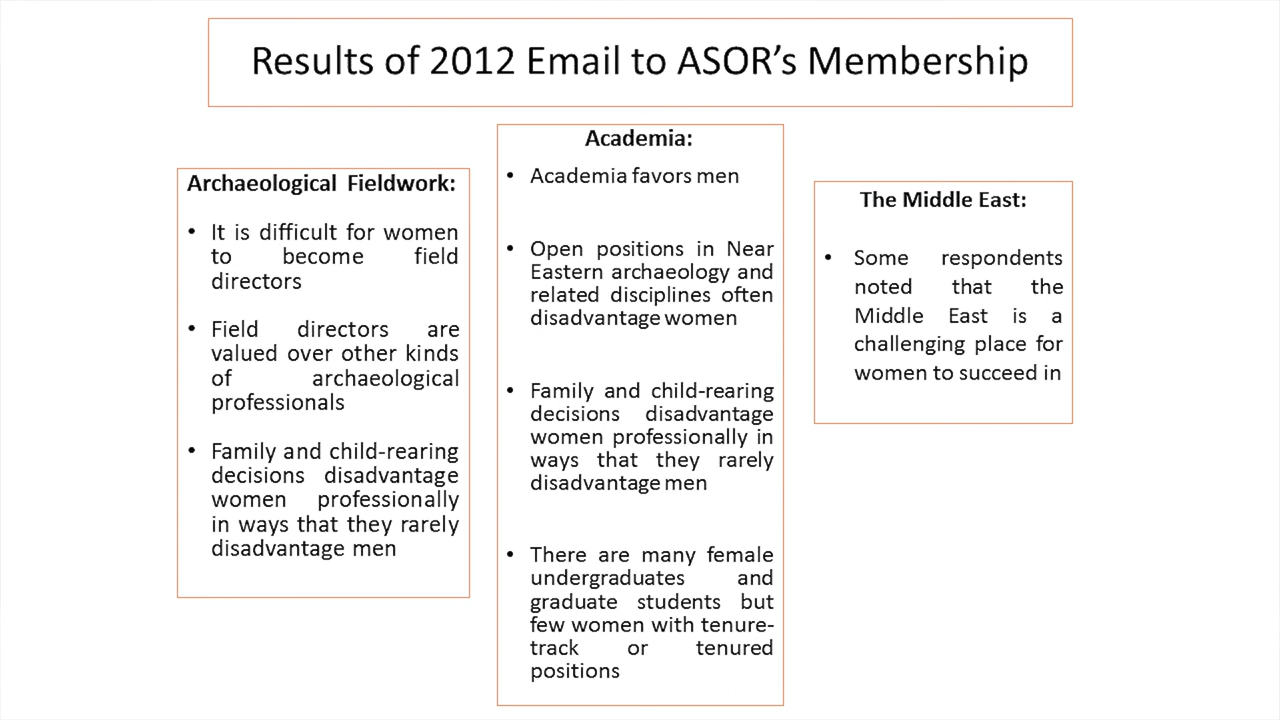 Results of 2012 Email to ASOR's Membership
Archaeological Fieldwork:
• It is difficult for women
to become field
directors
• Field directors are
valued over other kinds
of archaeological
professionals
• Family and child-rearing
decisions disadvantage
women professionally
in ways that they rarely
disadvantage men
Academia:
• Academia favors men
• Open positions in Near
Eastern archaeology and
related disciplines often
disadvantage women
• Family and child-rearing
decisions disadvantage
women professionally in
ways that they rarely
disadvantage men
• There are many female
undergraduates and
graduate students but
few women with tenure-
track or tenured
positions
The Middle East:
• Some respondents
noted that the
Middle East is a
challenging place for
women to succeed in